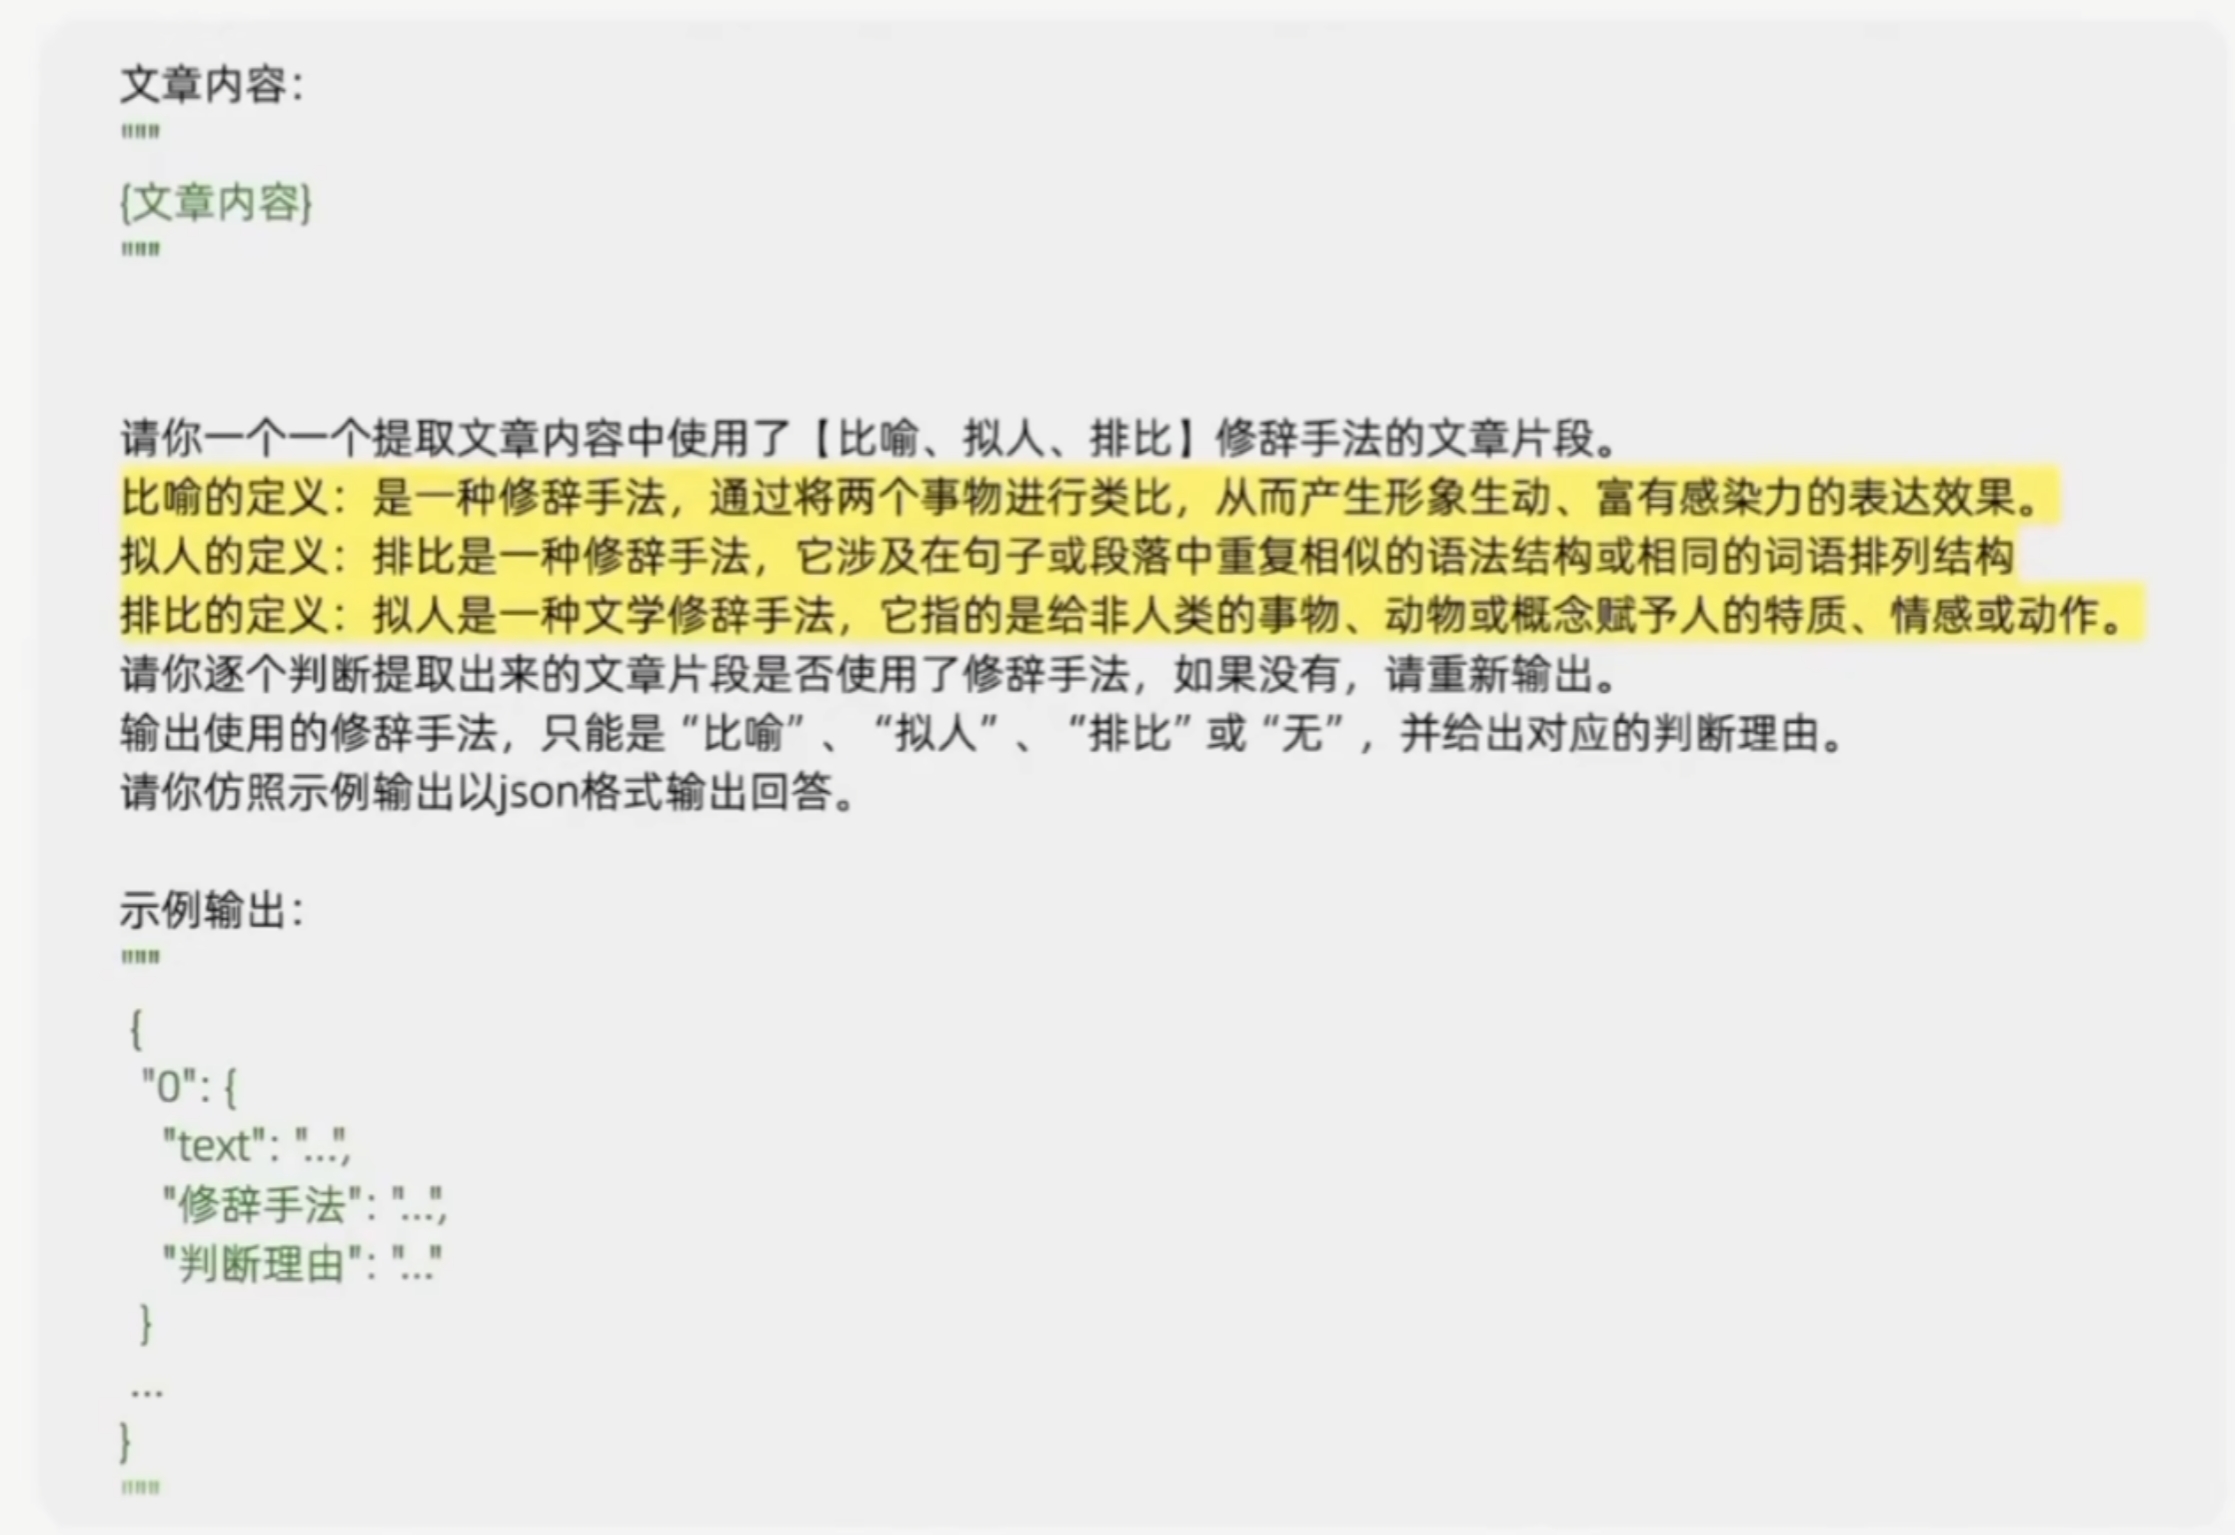 文章内容：
"""
{文章内容}
"""
请你一个一个提取文章内容中使用了【比喻、拟人、排比】修辞手法的文章片段。
比喻的定义：是一种修辞手法，通过将两个事物进行类比，从而产生形象生动、富有感染力的表达效果。
拟人的定义：排比是一种修辞手法，它涉及在句子或段落中重复相似的语法结构或相同的词语排列结构
排比的定义：拟人是一种文学修辞手法，它指的是给非人类的事物、动物或概念赋予人的特质、情感或动作。
请你逐个判断提取出来的文章片段是否使用了修辞手法，如果没有，请重新输出。
输出使用的修辞手法，只能是“比喻”、“拟人”、“排比”或“无”，并给出对应的判断理由。
请你仿照示例输出以json格式输出回答。
示例输出：
"""
{
"0": {
"text": "...",
"修辞手法": "...",
"判断理由": "..."
}
...
}
"""